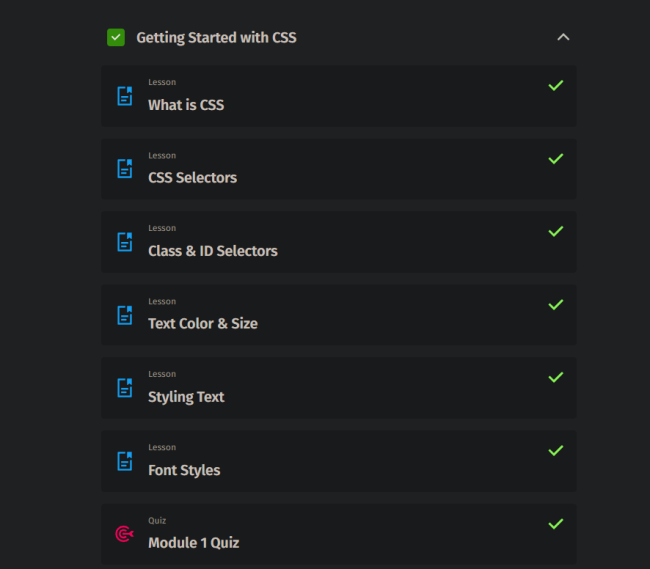 Getting Started with CSS
Lesson
What is CSS
Lesson
CSS Selectors
Lesson
Class & ID Selectors
Lesson
Text Color & Size
Lesson
Styling Text
Lesson
Font Styles
Quiz
Module 1 Quiz